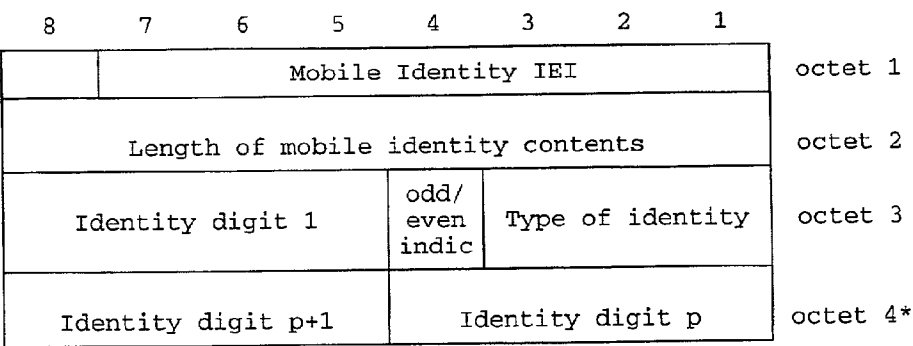 8 7 6 5 4 3 2 1
Mobile Identity IEI octet 1
Length of mobile identity contents octet 2
odd/
Identity digit 1 even Type of identity octet 3
indic
Identity digit p+1 Identity digit p octet 4*